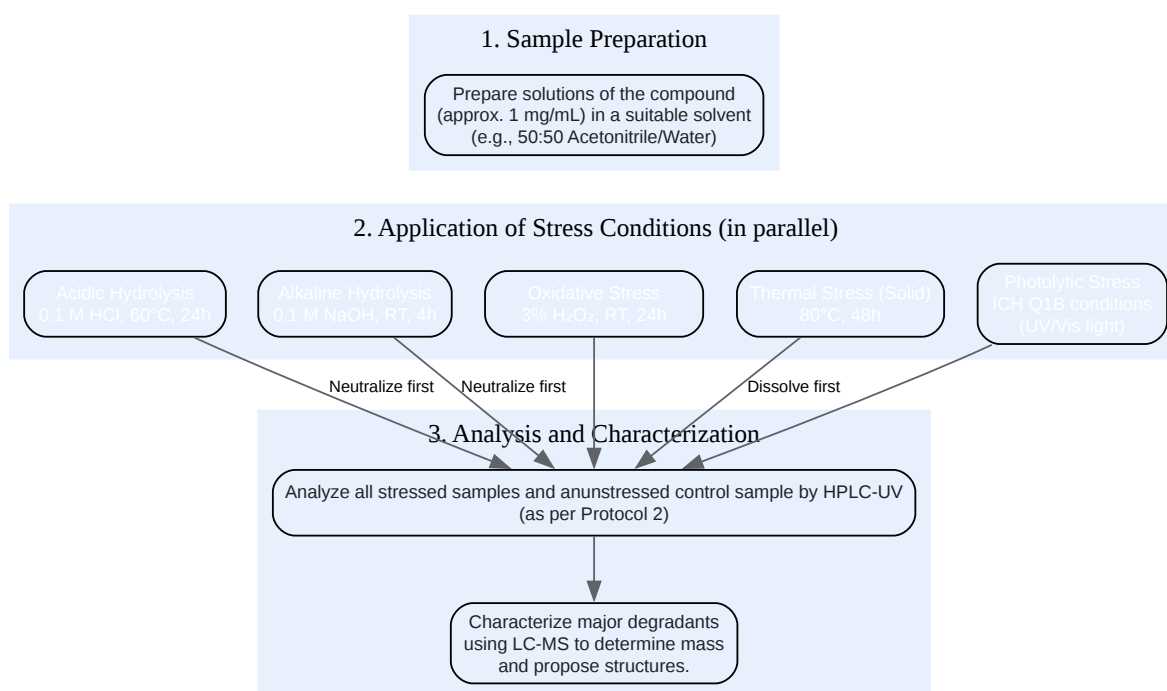 1. Sample Preparation
Prepare solutions of the compound
(approx. 1 mg/mL) in a suitable solvent
(e.g., 50:50 Acetonitrile/Water)
2. Application of Stress Conditions (in parallel)
Acidic Hydrolysis
0.1 M HCl, 60°C, 24h
Alkaline Hydrolysis
0.1 M NaOH, RT, 4h
Oxidative Stress
3% H₂O₂, RT, 24h
Thermal Stress (Solid)
80°C, 48h
Photolytic Stress
ICH Q1B conditions
(UV/Vis light)
Neutralize first
Neutralize first
Dissolve first
3. Analysis and Characterization
Analyze all stressed samples and anunstressed control sample by HPLC-UV
(as per Protocol 2)
Characterize major degradants
using LC-MS to determine mass
and propose structures.